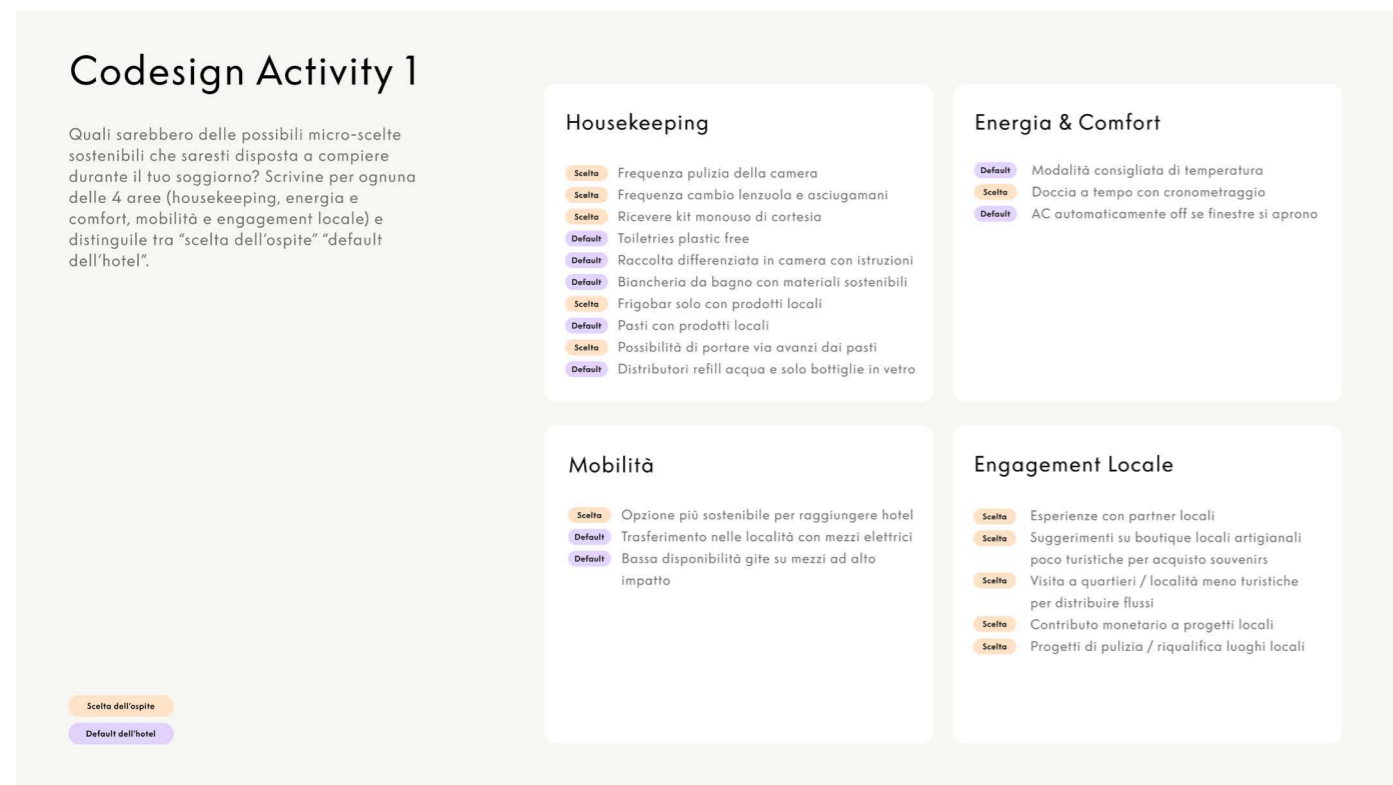 Codesign Activity 1
Quali sarebbero delle possibili micro-scelte
sostenibili che saresti disposta a compiere
durante il tuo soggiorno? Scrivine per ognuna
delle 4 aree (housekeeping, energia e
comfort, mobilità e engagement locale) e
distinguile tra “scelta dell’ospite” “default
dell’hotel”.
Scelta dell’ospite
Default dell’hotel
Housekeeping
Scelta Frequenza pulizia della camera
Scelta Frequenza cambio lenzuola e asciugamani
Scelta Ricevere kit monouso di cortesia
Default Toiletries plastic free
Default Raccolta differenziata in camera con istruzioni
Default Biancheria da bagno con materiali sostenibili
Scelta Frigobar solo con prodotti locali
Default Pasti con prodotti locali
Scelta Possibilità di portare via avanzi dai pasti
Default Distributori refill acqua e solo bottiglie in vetro
Energia & Comfort
Default Modalità consigliata di temperatura
Scelta Doccia a tempo con cronometraggio
Default AC automaticamente off se finestre si aprono
Mobilità
Scelta Opzione più sostenibile per raggiungere hotel
Default Trasferimento nelle località con mezzi elettrici
Default Bassa disponibilità gite su mezzi ad alto
impatto
Engagement Locale
Scelta Esperienze con partner locali
Scelta Suggerimenti su boutique locali artigianali
poco turistiche per acquisto souvenirs
Scelta Visita a quartieri / località meno turistiche
per distribuire flussi
Scelta Contributo monetario a progetti locali
Scelta Progetti di pulizia / riqualifica luoghi locali